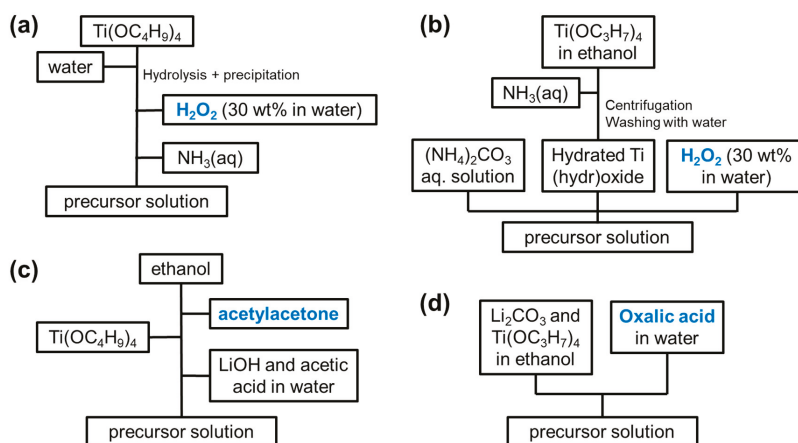 (a)
Ti(OC₄H₉)₄
water
Hydrolysis + precipitation
H₂O₂ (30 wt% in water)
NH₃(aq)
precursor solution
(b)
Ti(OC₃H₇)₄
in ethanol
NH₃(aq)
Centrifugation
Washing with water
(NH₄)₂CO₃
aq. solution
Hydrated Ti
(hydr)oxide
H₂O₂ (30 wt%
in water)
precursor solution
(c)
ethanol
acetylacetone
Ti(OC₄H₉)₄
LiOH and acetic
acid in water
precursor solution
(d)
Li₂CO₃ and
Ti(OC₃H₇)₄
in ethanol
Oxalic acid
in water
precursor solution